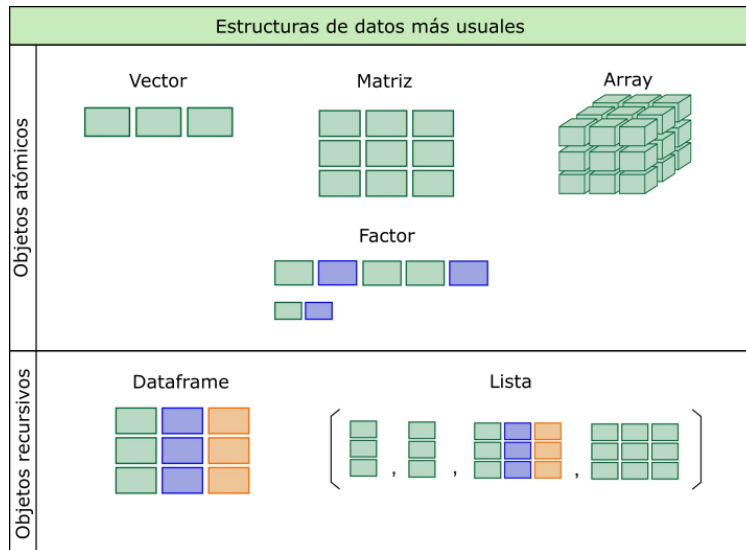 Estructuras de datos más usuales
Objetos atómicos
Vector
Matriz
Array
Factor
Objetos recursivos
Dataframe
Lista
( , , , )